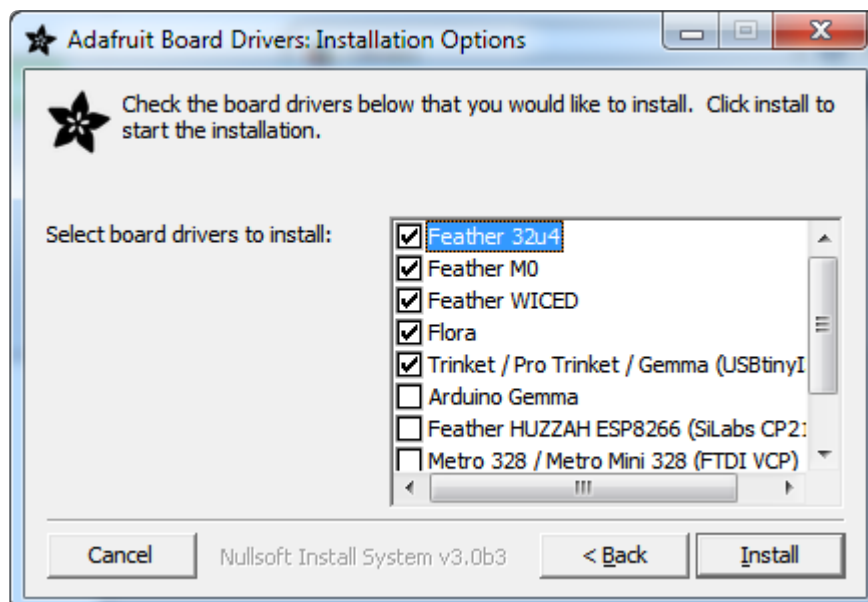 Adafruit Board Drivers: Installation Options
Check the board drivers below that you would like to install. Click install to
start the installation.
Select board drivers to install:
Feather 32u4
Feather M0
Feather WICED
Flora
Trinket / Pro Trinket / Gemma (USBtinyI
Arduino Gemma
Feather HUZZAH ESP8266 (SiLabs CP21
Metro 328 / Metro Mini 328 (FTDI VCP)
Cancel
Nullsoft Install System v3.0b3
< Back
Install